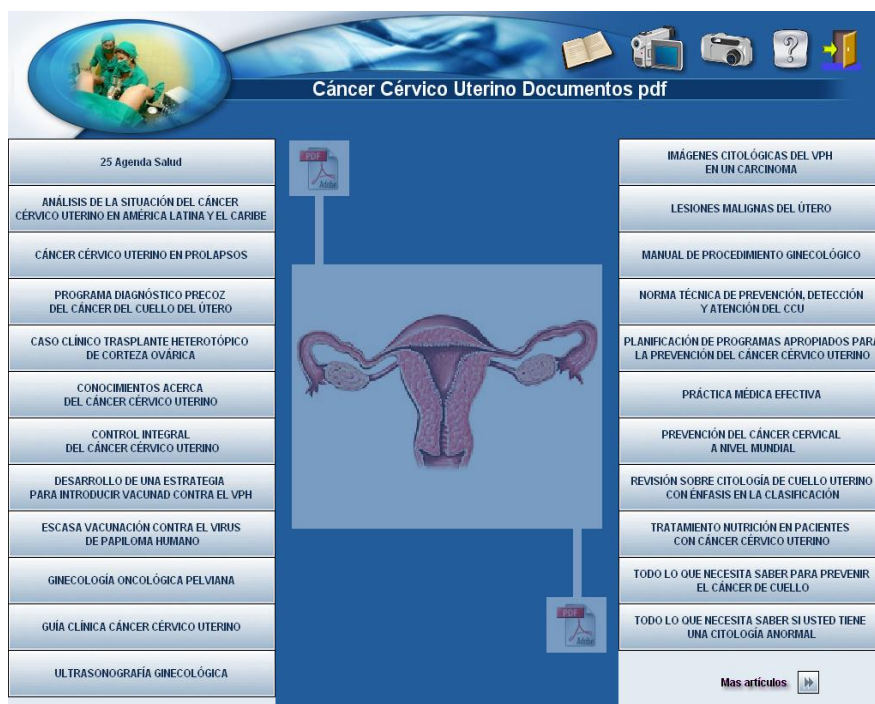 Cáncer Cérvico Uterino Documentos pdf
25 Agenda Salud
ANÁLISIS DE LA SITUACIÓN DEL CÁNCER
CÉRVICO UTERINO EN AMÉRICA LATINA Y EL CARIBE
CÁNCER CÉRVICO UTERINO EN PROLAPSOS
PROGRAMA DIAGNÓSTICO PRECOZ
DEL CÁNCER DEL CUELLO DEL ÚTERO
CASO CLÍNICO TRASPLANTE HETEROTÓPICO
DE CORTEZA OVÁRICA
CONOCIMIENTOS ACERCA
DEL CÁNCER CÉRVICO UTERINO
CONTROL INTEGRAL
DEL CÁNCER CÉRVICO UTERINO
DESARROLLO DE UNA ESTRATEGIA
PARA INTRODUCIR VACUNAD CONTRA EL VPH
ESCASA VACUNACIÓN CONTRA EL VIRUS
DE PAPILOMA HUMANO
GINECOLOGÍA ONCOLÓGICA PELVIANA
GUÍA CLÍNICA CÁNCER CÉRVICO UTERINO
ULTRASONOGRAFÍA GINECOLÓGICA
PDF
Adobe
PDF
Adobe
IMÁGENES CITOLÓGICAS DEL VPH
EN UN CARCINOMA
LESIONES MALIGNAS DEL ÚTERO
MANUAL DE PROCEDIMIENTO GINECOLÓGICO
NORMA TÉCNICA DE PREVENCIÓN, DETECCIÓN
Y ATENCIÓN DEL CCU
PLANIFICACIÓN DE PROGRAMAS APROPIADOS PARA
LA PREVENCIÓN DEL CÁNCER CÉRVICO UTERINO
PRÁCTICA MÉDICA EFECTIVA
PREVENCIÓN DEL CÁNCER CERVICAL
A NIVEL MUNDIAL
REVISIÓN SOBRE CITOLOGÍA DE CUELLO UTERINO
CON ÉNFASIS EN LA CLASIFICACIÓN
TRATAMIENTO NUTRICIÓN EN PACIENTES
CON CÁNCER CÉRVICO UTERINO
TODO LO QUE NECESITA SABER PARA PREVENIR
EL CÁNCER DE CUELLO
TODO LO QUE NECESITA SABER SI USTED TIENE
UNA CITOLOGÍA ANORMAL
Mas artículos